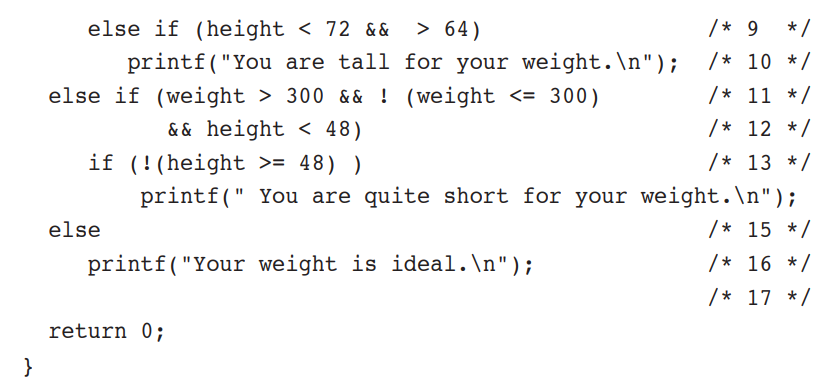 else if (height < 72 &&  > 64) /* 9  */
printf("You are tall for your weight.\n"); /* 10 */
else if (weight > 300 && ! (weight <= 300) /* 11 */
&& height < 48) /* 12 */
if (!(height >= 48) ) /* 13 */
printf(" You are quite short for your weight.\n");
else /* 15 */
printf("Your weight is ideal.\n"); /* 16 */
/* 17 */
return 0;
}